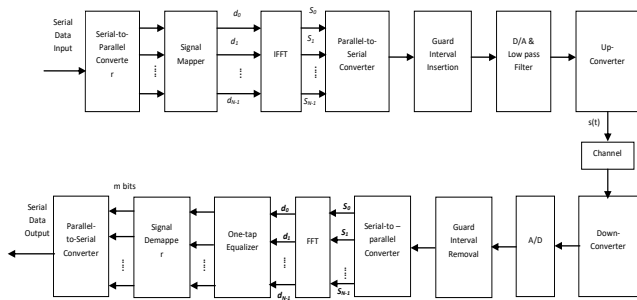 Serial
Data
Input
Serial-to-
Parallel
Converte
r
Signal
Mapper
d0
d1
dN-1
IFFT
S0
S1
SN-1
Parallel-to-
Serial
Converter
Guard
Interval
Insertion
D/A &
Low pass
Filter
Up-
Converter
s(t)
Channel
Serial
Data
Output
Parallel-
to-Serial
Converter
m bits
Signal
Demappe
r
One-tap
Equalizer
d0
d1
dN-1
FFT
S0
S1
SN-1
Serial-to –
parallel
Converter
Guard
Interval
Removal
A/D
Down-
Converter